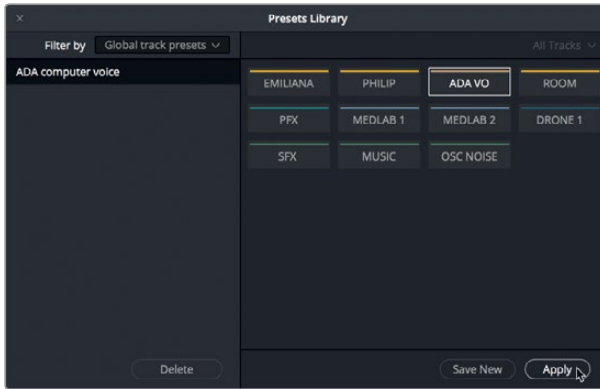 × Presets Library
Filter by Global track presets All Tracks
ADA computer voice
EMILIANA PHILIP ADA VO ROOM
PFX MEDLAB 1 MEDLAB 2 DRONE 1
SFX MUSIC OSC NOISE
Delete Save New Apply